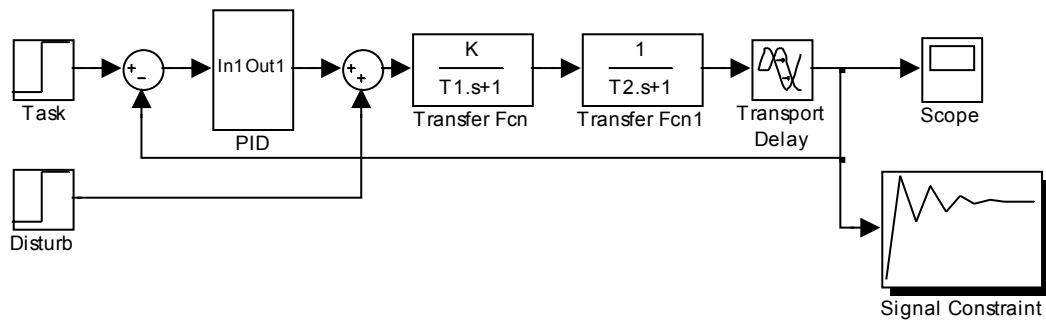 Task
+
−
In1
Out1
PID
+
+
K
T1.s+1
Transfer Fcn
1
T2.s+1
Transfer Fcn1
Transport
Delay
Scope
Disturb
Signal Constraint